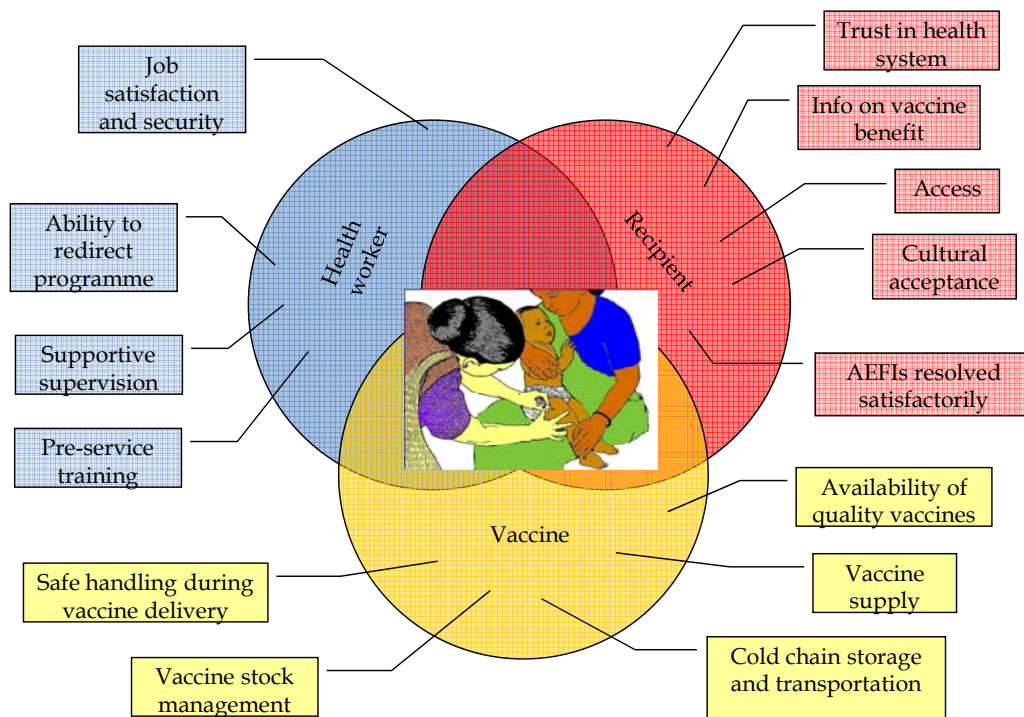 Job
satisfaction
and security
Ability to
redirect
programme
Supportive
supervision
Pre-service
training
Health
worker
Recipient
Trust in health
system
Info on vaccine
benefit
Access
Cultural
acceptance
AEFIs resolved
satisfactorily
Vaccine
Availability of
quality vaccines
Vaccine
supply
Cold chain storage
and transportation
Safe handling during
vaccine delivery
Vaccine stock
management